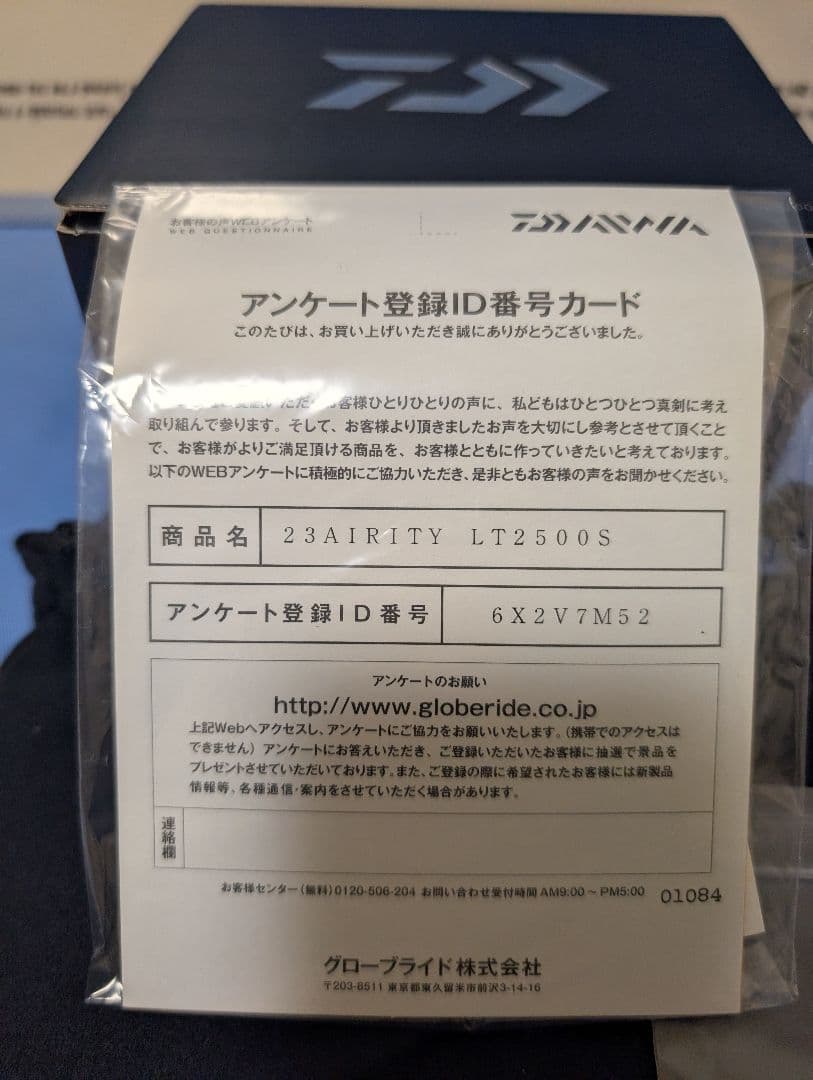 お客様の声WEBアンケート
WEB QUESTIONNAIRE
DAIWA
アンケート登録ID番号カード
このたびは、お買い上げいただき誠にありがとうございました。
お客様ひとりひとりの声に、私どもはひとつひとつ真剣に考え
取り組んで参ります。そして、お客様より頂きましたお声を大切にし参考とさせて頂くこと
で、お客様がよりご満足頂ける商品を、お客様とともに作っていきたいと考えております。
以下のWEBアンケートに積極的にご協力いただき、是非ともお客様の声をお聞かせください。
商品名 23AIRITY LT2500S
アンケート登録ID番号 6X2V7M52
アンケートのお願い
http://www.globeride.co.jp
上記Webへアクセスし、アンケートにご協力をお願いいたします。(携帯でのアクセスは
できません) アンケートにお答えいただき、ご登録いただいたお客様に抽選で景品を
プレゼントさせていただいております。また、ご登録の際に希望されたお客様には新製品
情報等、各種通信・案内をさせていただく場合があります。
連絡欄
お客様センター(無料)0120-506-204 お問い合わせ受付時間 AM9:00～PM5:00 01084
グローブライド株式会社
〒203-8511 東京都東久留米市前沢3-14-16